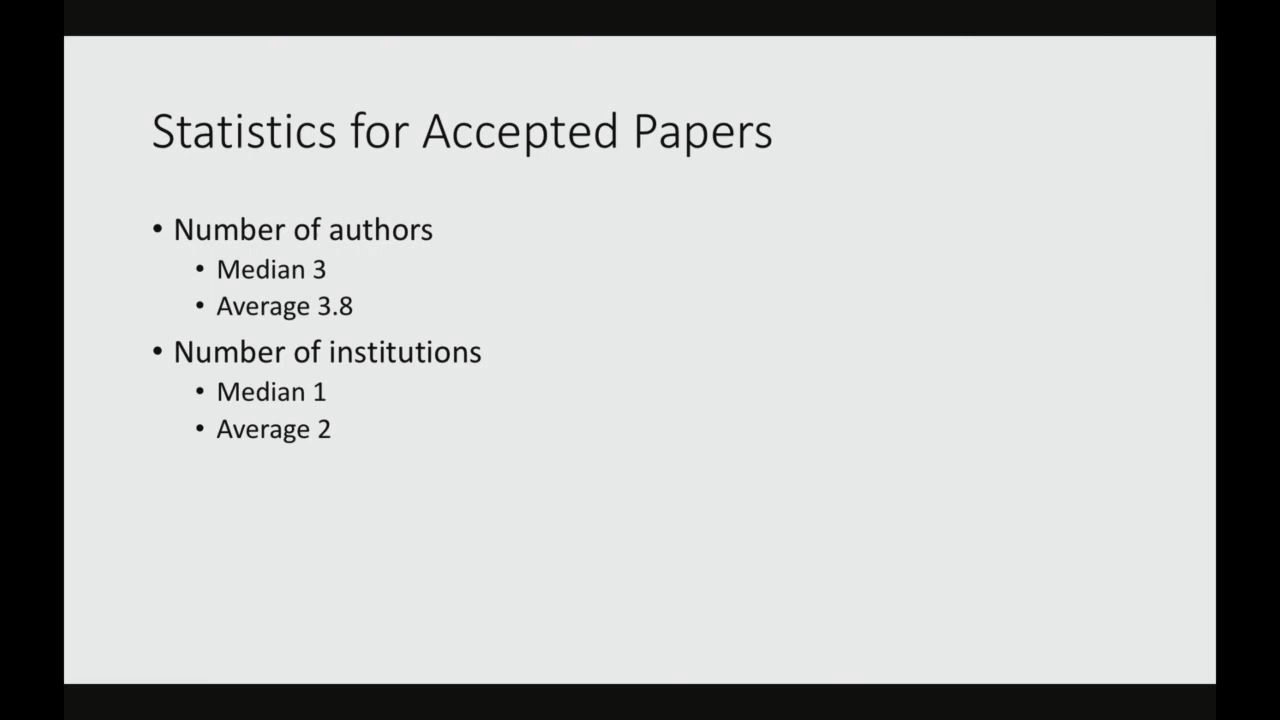 Statistics for Accepted Papers
• Number of authors
• Median 3
• Average 3.8
• Number of institutions
• Median 1
• Average 2